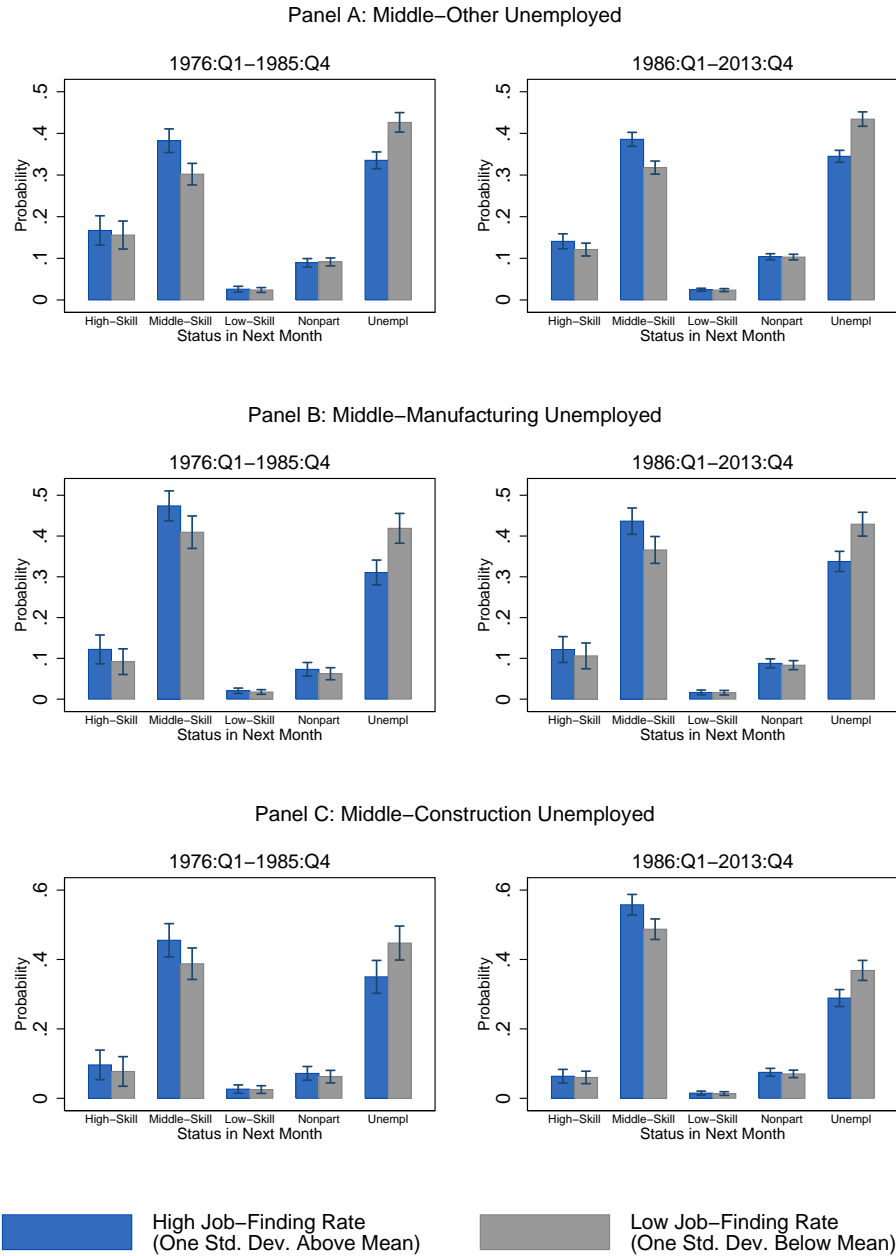 Panel A: Middle−Other Unemployed
1976:Q1−1985:Q4
.5
.4
.3
.2
.1
0
Probability
High−Skill Middle−Skill Low−Skill Nonpart Unempl
Status in Next Month
1986:Q1−2013:Q4
.5
.4
.3
.2
.1
0
Probability
High−Skill Middle−Skill Low−Skill Nonpart Unempl
Status in Next Month
Panel B: Middle−Manufacturing Unemployed
1976:Q1−1985:Q4
.5
.4
.3
.2
.1
0
Probability
High−Skill Middle−Skill Low−Skill Nonpart Unempl
Status in Next Month
1986:Q1−2013:Q4
.5
.4
.3
.2
.1
0
Probability
High−Skill Middle−Skill Low−Skill Nonpart Unempl
Status in Next Month
Panel C: Middle−Construction Unemployed
1976:Q1−1985:Q4
.6
.4
.2
0
Probability
High−Skill Middle−Skill Low−Skill Nonpart Unempl
Status in Next Month
1986:Q1−2013:Q4
.6
.4
.2
0
Probability
High−Skill Middle−Skill Low−Skill Nonpart Unempl
Status in Next Month
High Job−Finding Rate
(One Std. Dev. Above Mean)
Low Job−Finding Rate
(One Std. Dev. Below Mean)